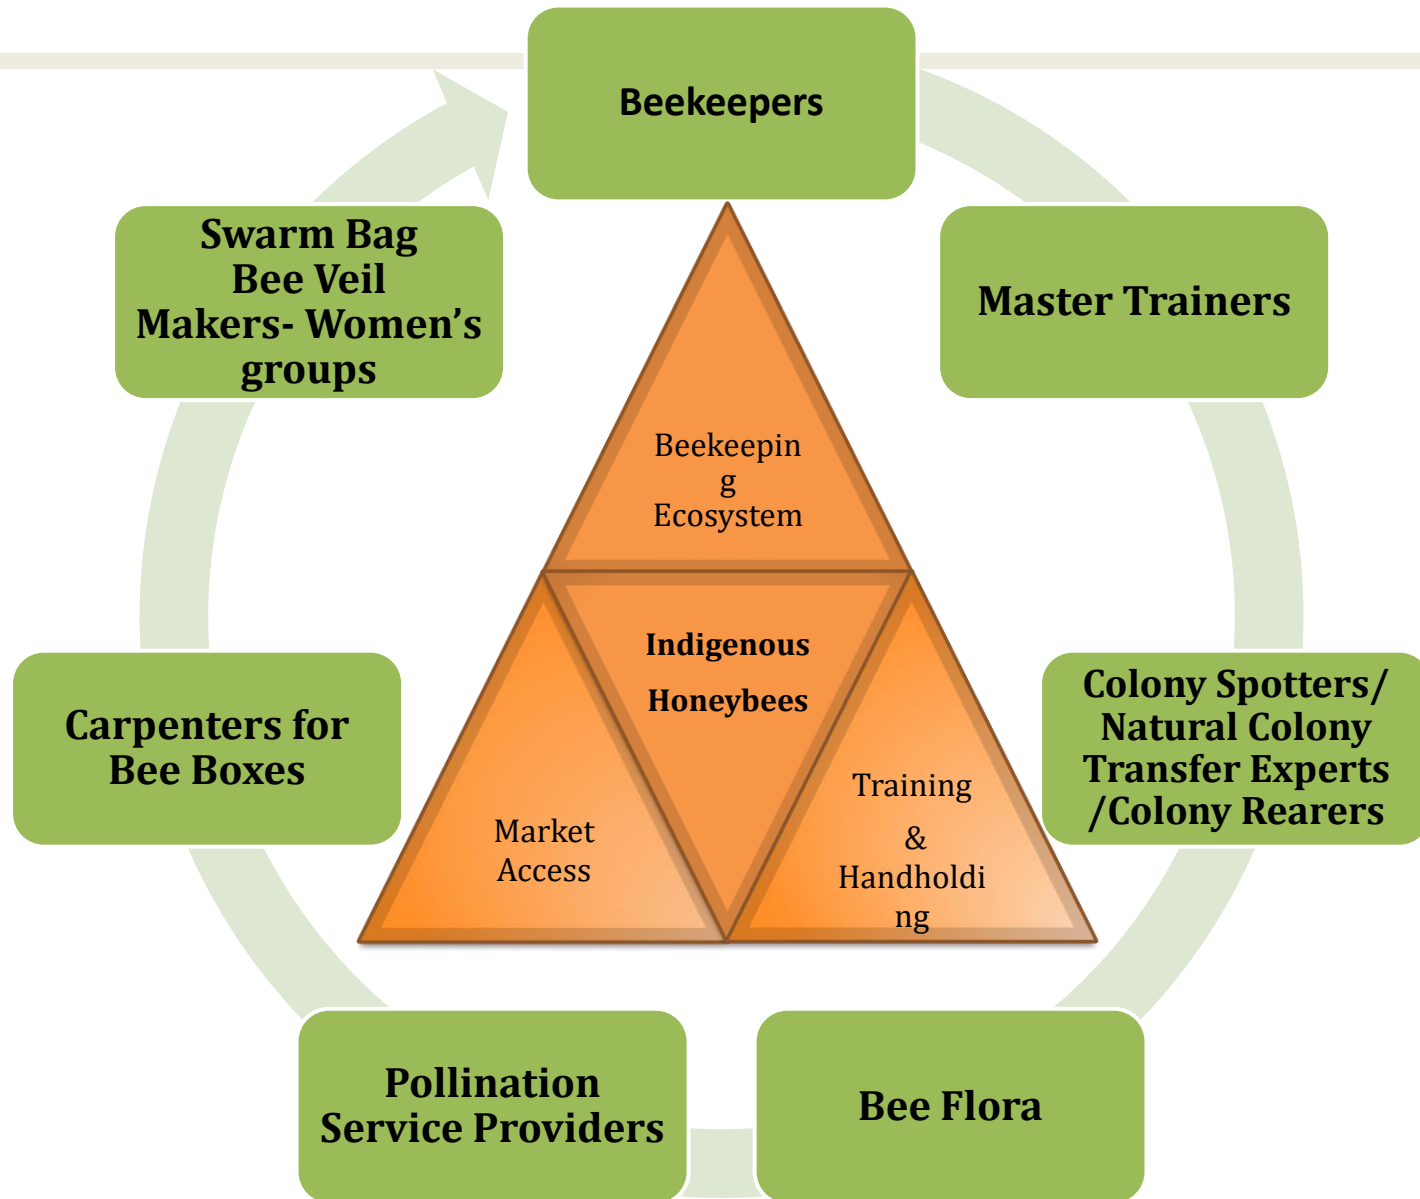 Beekeepers
Swarm Bag
Bee Veil
Makers- Women’s
groups
Master Trainers
Beekeepin
g
Ecosystem
Indigenous
Honeybees
Colony Spotters/
Natural Colony
Transfer Experts
/Colony Rearers
Carpenters for
Bee Boxes
Market
Access
Training
&
Handholdi
ng
Pollination
Service Providers
Bee Flora